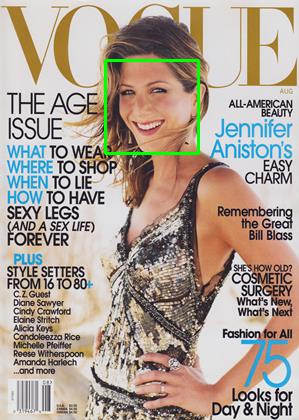 VOGUE
AUG
THE AGE
ISSUE
WHAT TO WEAR
WHERE TO SHOP
WHEN TO LIE
HOW TO HAVE
SEXY LEGS
(AND A SEX LIFE)
FOREVER
PLUS
STYLE SETTERS
FROM 16 TO 80+
C. Z. Guest
Diane Sawyer
Cindy Crawford
Elaine Stritch
Alicia Keys
Condoleezza Rice
Michelle Pfeiffer
Reese Witherspoon
Amanda Harlech
...and more
ALL-AMERICAN
BEAUTY
Jennifer
Aniston's
EASY
CHARM
Remembering
the Great
Bill Blass
SHE'S HOW OLD?
COSMETIC
SURGERY
What's New,
What's Next
Fashion for All
75
Looks for
Day & Night
08>